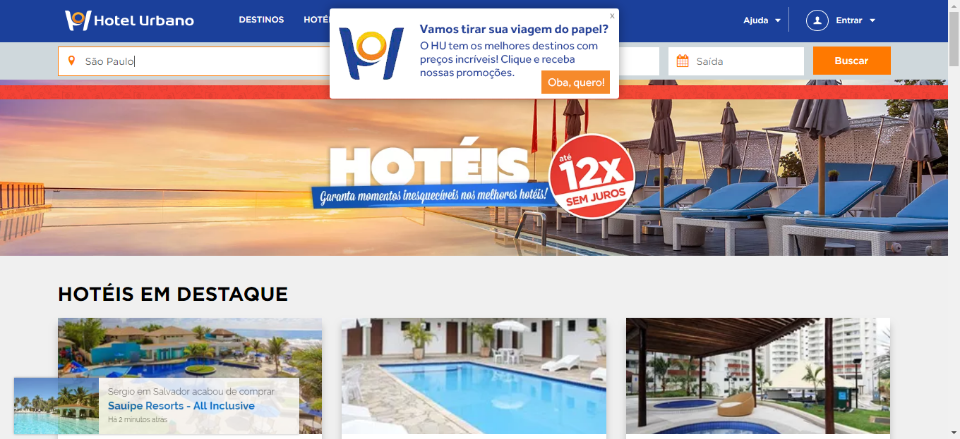 Hotel Urbano
DESTINOS
HOTÉ
Ajuda
Entrar
x
Vamos tirar sua viagem do papel?
O HU tem os melhores destinos com
preços incríveis! Clique e receba
nossas promoções.
Oba, quero!
São Paulo
Saída
Buscar
HOTÉIS
Garanta momentos inesquecíveis nos melhores hotéis!
até
12x
SEM JUROS
HOTÉIS EM DESTAQUE
Sergio em Salvador acabou de comprar:
Sauipe Resorts - All Inclusive
Há 2 minutos atras